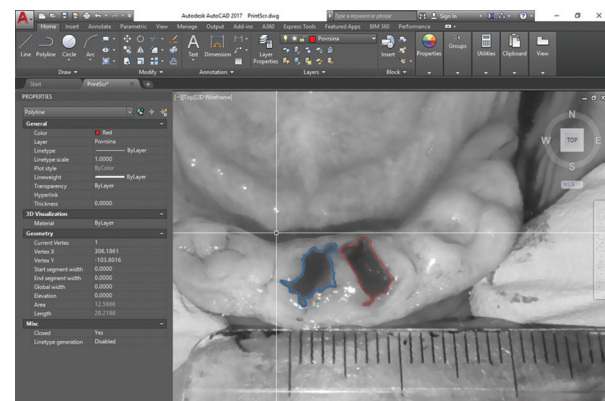 Autodesk AutoCAD 2017 PrintScr.dwg
Type a keyword or phrase
Sign In
Home Insert Annotate Parametric View Manage Output Add-ins A360 Express Tools Featured Apps BIM 360 Performance
Line Polyline Circle Arc
Text Dimension
Layer Properties
Povrsina
Insert
Properties
Groups
Utilities
Clipboard
View
Draw
Modify
Annotation
Layers
Block
Start
PrintScr*
PROPERTIES
[-][Top][2D Wireframe]
Polyline
General
Color Red
Layer Povrsina
Linetype ByLayer
Linetype scale 1.0000
Plot style ByColor
Lineweight ByLayer
Transparency ByLayer
Hyperlink
Thickness 0.0000
3D Visualization
Material ByLayer
Geometry
Current Vertex 1
Vertex X 306.1861
Vertex Y -103.8016
Start segment width 0.0000
End segment width 0.0000
Global width 0.0000
Elevation 0.0000
Area 12.5666
Length 20.2188
Misc
Closed Yes
Linetype generation Disabled
N
W TOP E
S